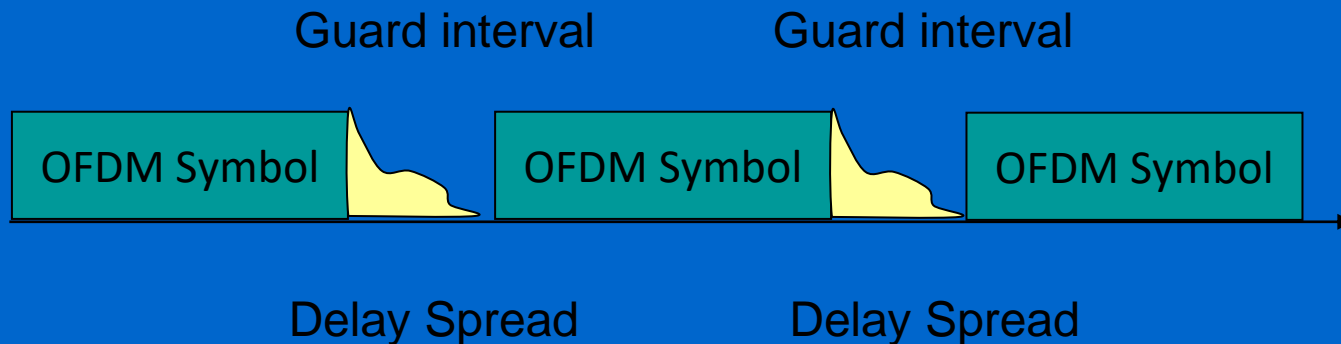 Guard interval Guard interval
OFDM Symbol OFDM Symbol OFDM Symbol
Delay Spread Delay Spread